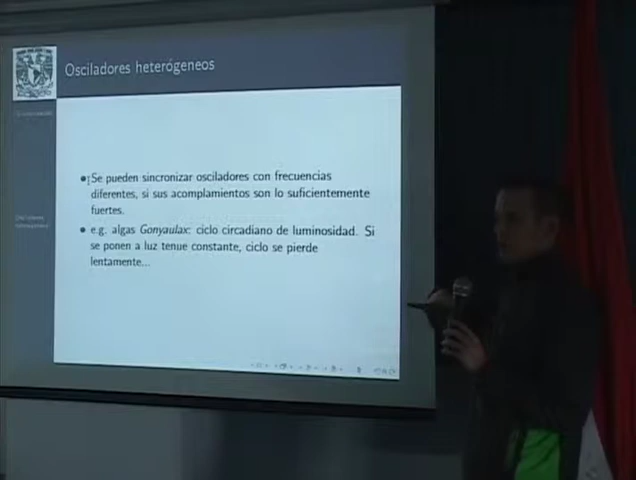 Osciladores heterógeneos
¡Se pueden sincronizar osciladores con frecuencias
diferentes, si sus acomplamientos son lo suficientemente
fuertes.
e.g. algas Gonyaulax: ciclo circadiano de luminosidad. Si
se ponen a luz tenue constante, ciclo se pierde
lentamente...